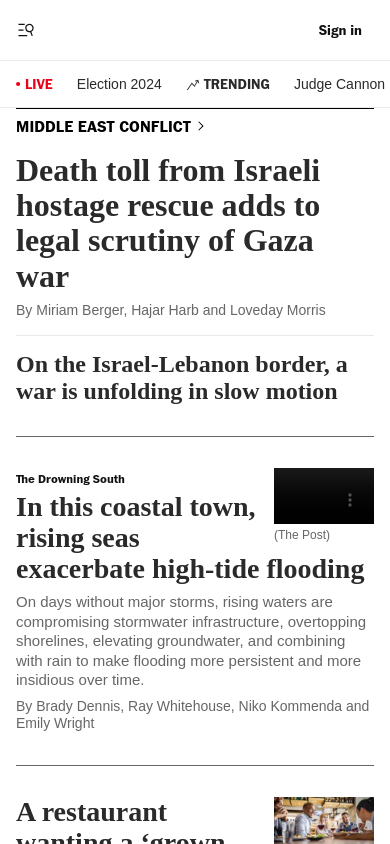 Sign in
LIVE
Election 2024
TRENDING
Judge Cannon
MIDDLE EAST CONFLICT
Death toll from Israeli
hostage rescue adds to
legal scrutiny of Gaza
war
By Miriam Berger, Hajar Harb and Loveday Morris
On the Israel-Lebanon border, a
war is unfolding in slow motion
The Drowning South
In this coastal town,
rising seas
exacerbate high-tide flooding
(The Post)
On days without major storms, rising waters are
compromising stormwater infrastructure, overtopping
shorelines, elevating groundwater, and combining
with rain to make flooding more persistent and more
insidious over time.
By Brady Dennis, Ray Whitehouse, Niko Kommenda and
Emily Wright
A restaurant
wanting a ‘grown